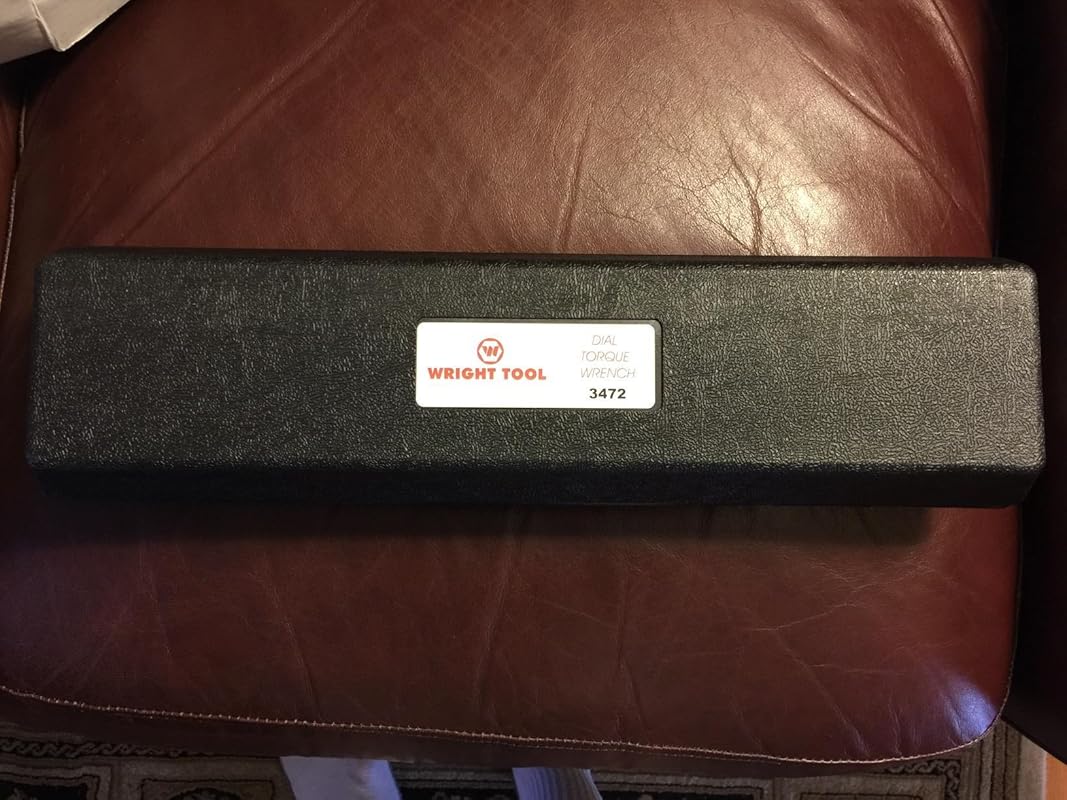 W
WRIGHT TOOL
DIAL
TORQUE
WRENCH
3472